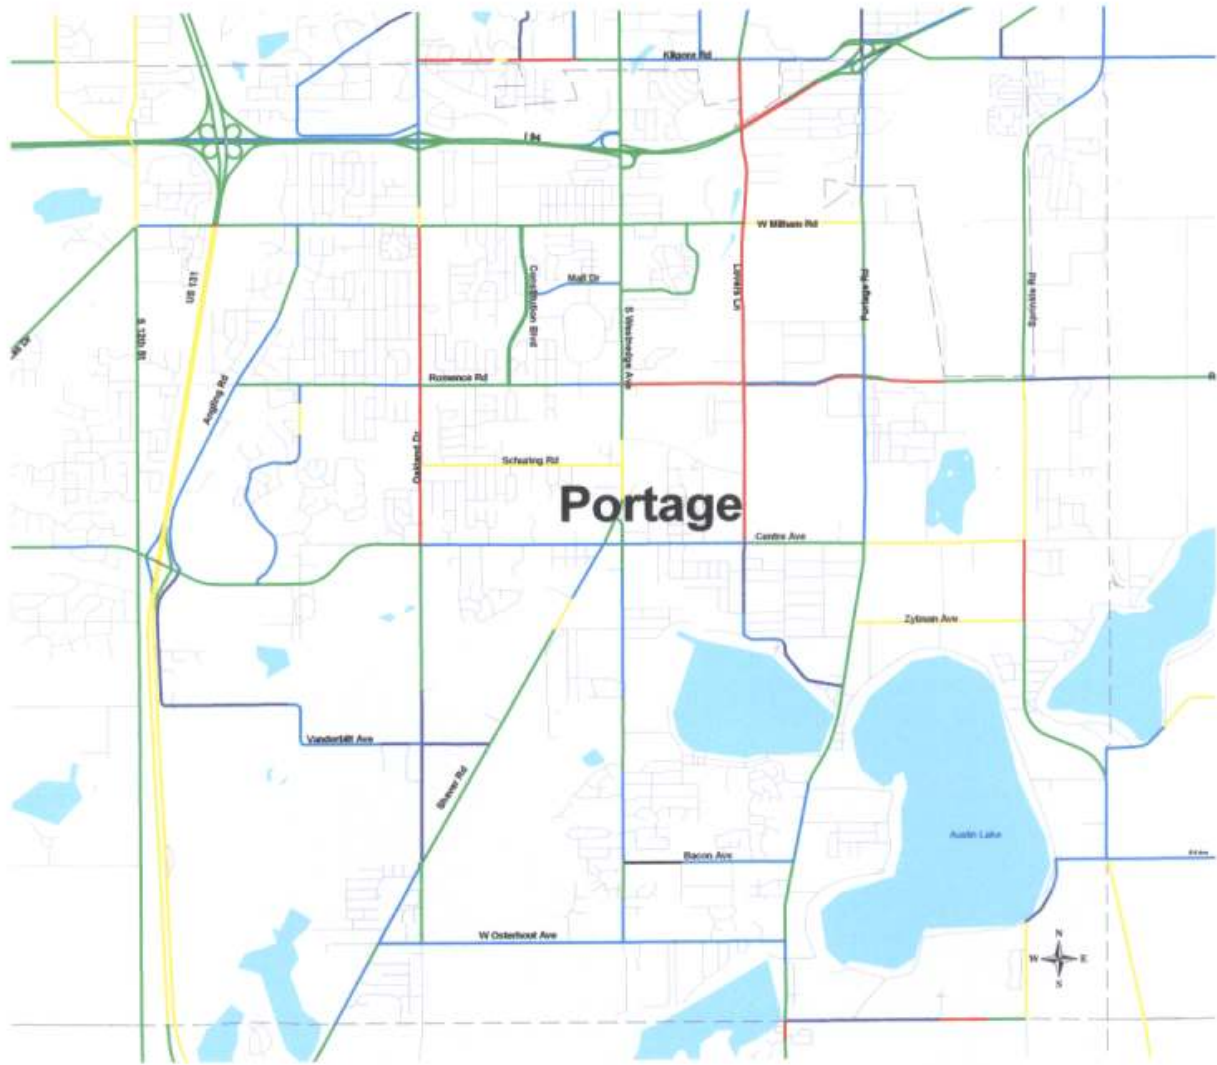 Kilgore Rd
I 94
W Milham Rd
US 131
S 12th St
Constitution Blvd
Mall Dr
S Westnedge Ave
Lovers Ln
Portage Rd
Sprinkle Rd
Angling Rd
Romence Rd
R
Oakland Dr
Schuring Rd
Portage
Centre Ave
Zylman Ave
Vanderbilt Ave
Shaver Rd
Austin Lake
Bacon Ave
W Osterhout Ave
N
W E
S